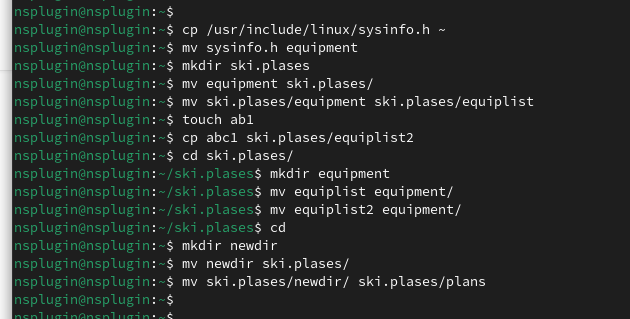 nsplugin@nsplugin:~$
nsplugin@nsplugin:~$ cp /usr/include/linux/sysinfo.h ~
nsplugin@nsplugin:~$ mv sysinfo.h equipment
nsplugin@nsplugin:~$ mkdir ski.plases
nsplugin@nsplugin:~$ mv equipment ski.plases/
nsplugin@nsplugin:~$ mv ski.plases/equipment ski.plases/equiplist
nsplugin@nsplugin:~$ touch ab1
nsplugin@nsplugin:~$ cp abc1 ski.plases/equiplist2
nsplugin@nsplugin:~$ cd ski.plases/
nsplugin@nsplugin:~/ski.plases$ mkdir equipment
nsplugin@nsplugin:~/ski.plases$ mv equiplist equipment/
nsplugin@nsplugin:~/ski.plases$ mv equiplist2 equipment/
nsplugin@nsplugin:~/ski.plases$ cd
nsplugin@nsplugin:~$ mkdir newdir
nsplugin@nsplugin:~$ mv newdir ski.plases/
nsplugin@nsplugin:~$ mv ski.plases/newdir/ ski.plases/plans
nsplugin@nsplugin:~$
nsplugin@nsplugin:~$